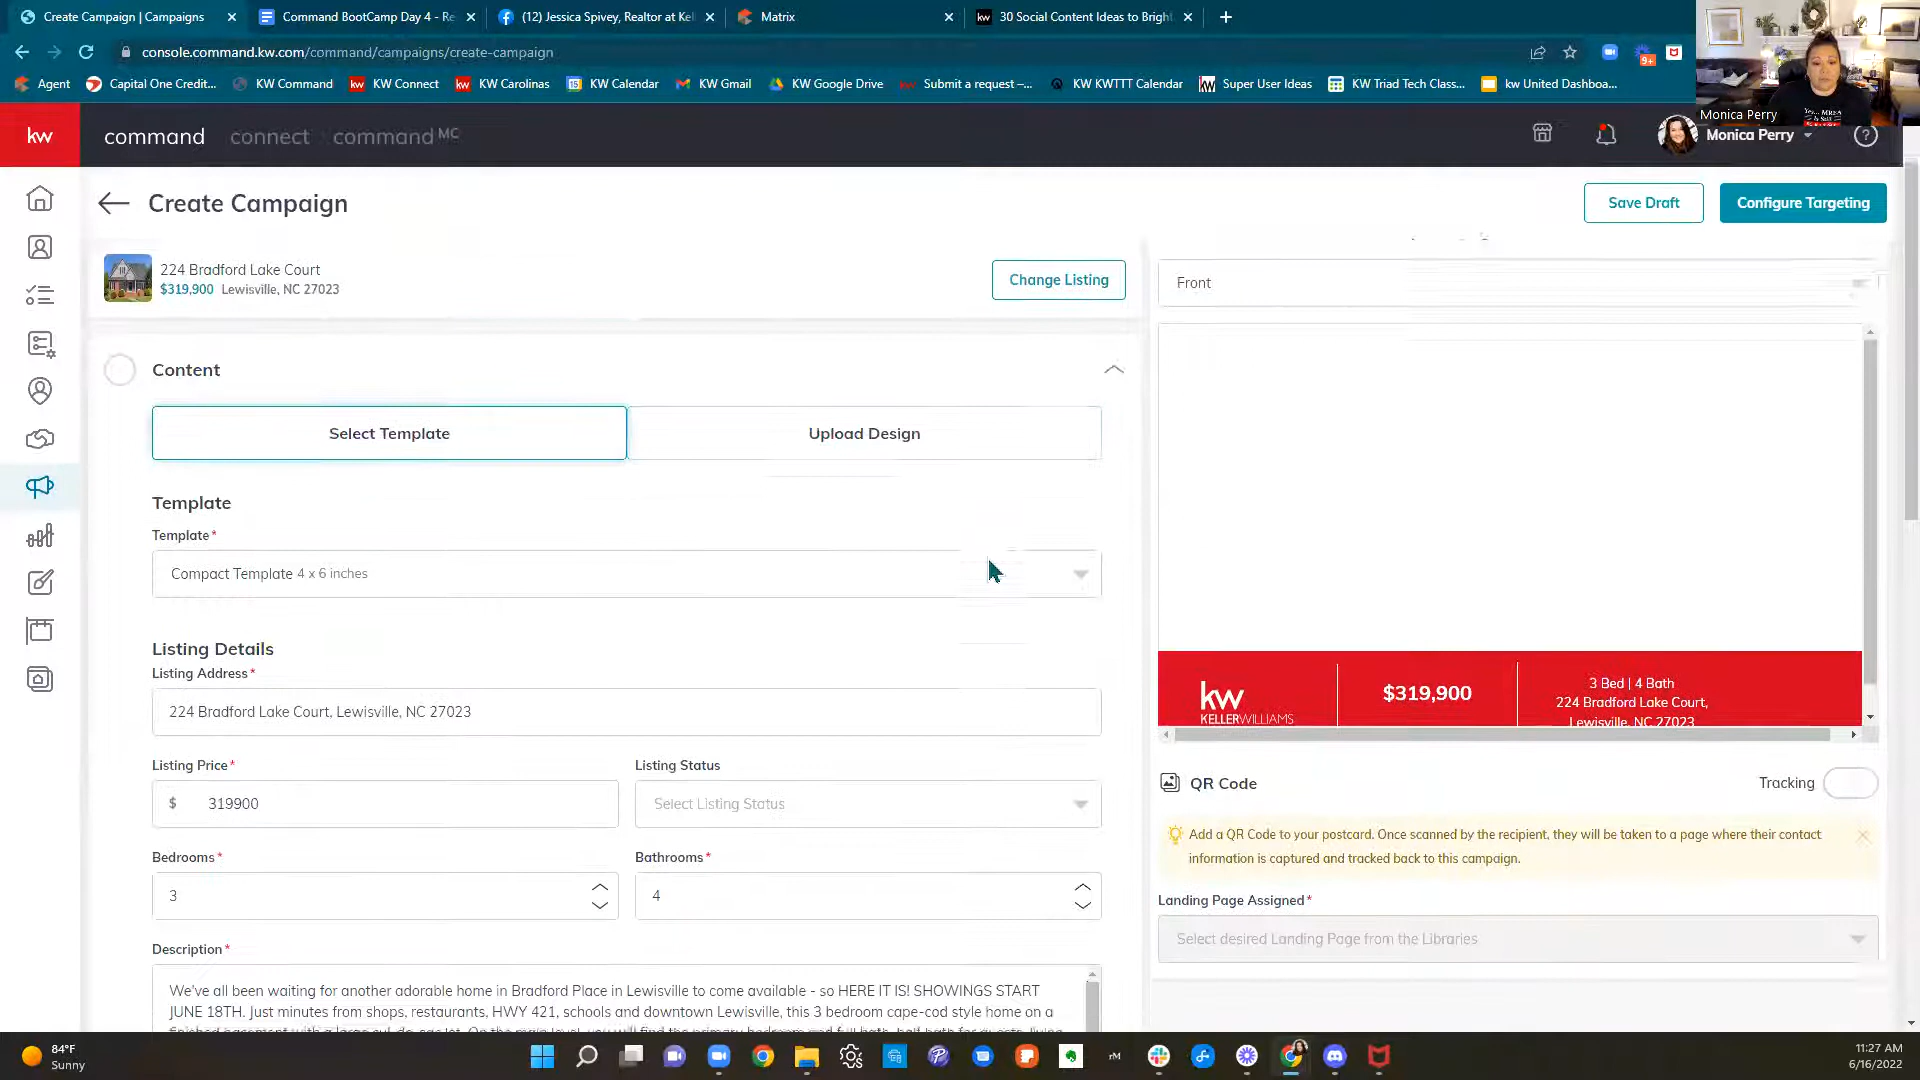 Create Campaign | Campaigns
Command BootCamp Day 4 - Re
(12) Jessica Spivey, Realtor at Kel
Matrix
kw 30 Social Content Ideas to Bright
console.command.kw.com/command/campaigns/create-campaign
9+
Agent
Capital One Credit...
KW Command
kw KW Connect
kw KW Carolinas
15 KW Calendar
KW Gmail
KW Google Drive
Submit a request –...
KW KWTTT Calendar
kw Super User Ideas
KW Triad Tech Class...
kw United Dashboa...
Monica Perry
kw command connect command MC
Monica Perry
?
Create Campaign
Save Draft
Configure Targeting
224 Bradford Lake Court
$319,900 Lewisville, NC 27023
Change Listing
Front
Content
Select Template
Upload Design
Template
Template*
Compact Template 4 x 6 inches
Listing Details
Listing Address*
224 Bradford Lake Court, Lewisville, NC 27023
Listing Price*
Listing Status
$ 319900
Select Listing Status
Bedrooms*
Bathrooms*
3
4
Description*
We've all been waiting for another adorable home in Bradford Place in Lewisville to come available - so HERE IT IS! SHOWINGS START
JUNE 18TH. Just minutes from shops, restaurants, HWY 421, schools and downtown Lewisville, this 3 bedroom cape-cod style home on a
kw
KELLERWILLIAMS
$319,900
3 Bed | 4 Bath
224 Bradford Lake Court,
Lewisville, NC 27023
QR Code
Tracking
Add a QR Code to your postcard. Once scanned by the recipient, they will be taken to a page where their contact
information is captured and tracked back to this campaign.
Landing Page Assigned*
Select desired Landing Page from the Libraries
84°F
Sunny
rM
11:27 AM
6/16/2022